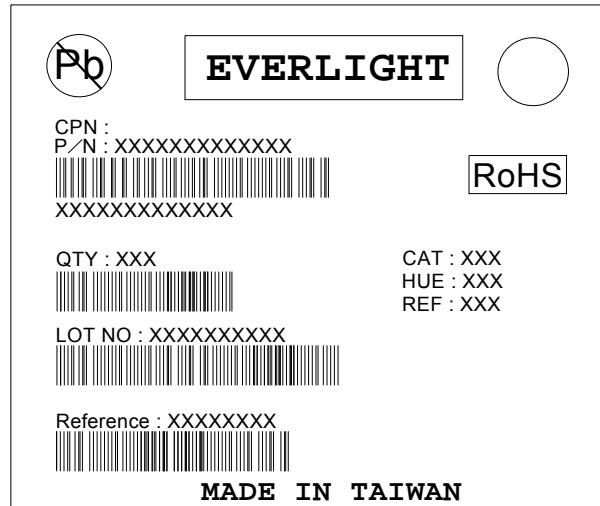 Pb
EVERLIGHT
CPN :
P/N : XXXXXXXXXXXXX
XXXXXXXXXXXXX
RoHS
QTY : XXX
CAT : XXX
HUE : XXX
REF : XXX
LOT NO : XXXXXXXXXX
Reference : XXXXXXXX
MADE IN TAIWAN